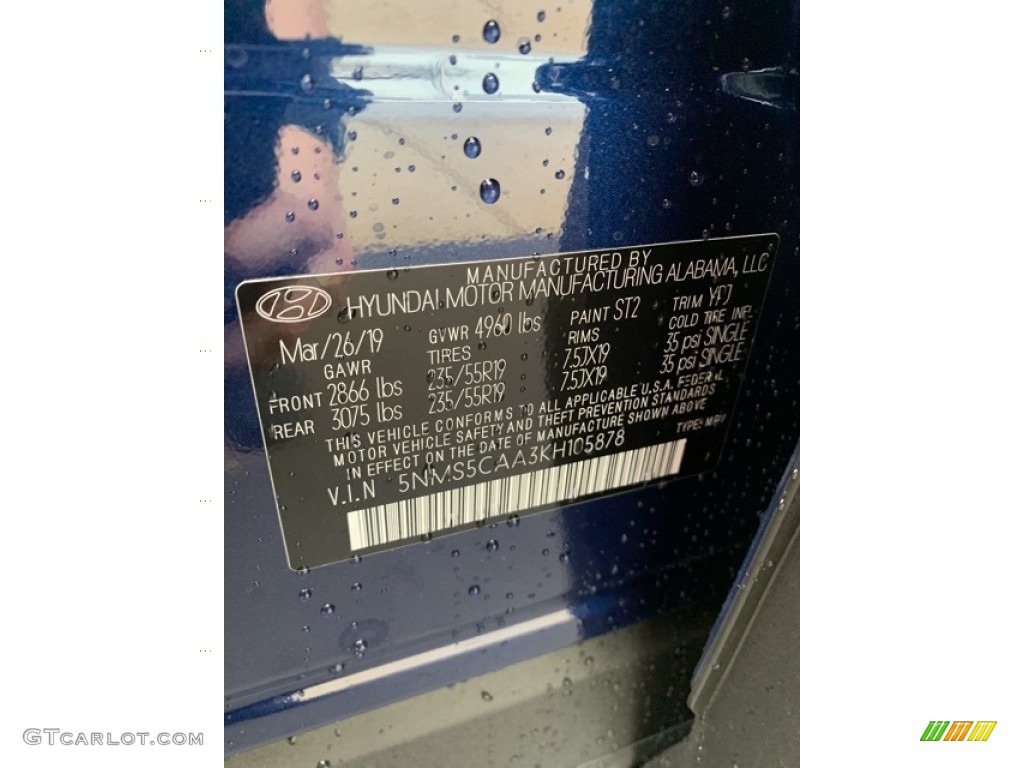 MANUFACTURED BY
HYUNDAI MOTOR MANUFACTURING ALABAMA, LLC
Mar/26/19 GVWR 4960 lbs PAINT ST2 TRIM YPJ
GAWR TIRES RIMS COLD TIRE INFL
FRONT 2866 lbs 235/55R19 7.5JX19 35 psi SINGLE
REAR 3075 lbs 235/55R19 7.5JX19 35 psi SINGLE
THIS VEHICLE CONFORMS TO ALL APPLICABLE U.S.A. FEDERAL
MOTOR VEHICLE SAFETY AND THEFT PREVENTION STANDARDS
IN EFFECT ON THE DATE OF MANUFACTURE SHOWN ABOVE
V.I.N 5NMS5CAA3KH105878 TYPE: MPV
GTCARLOT.COM